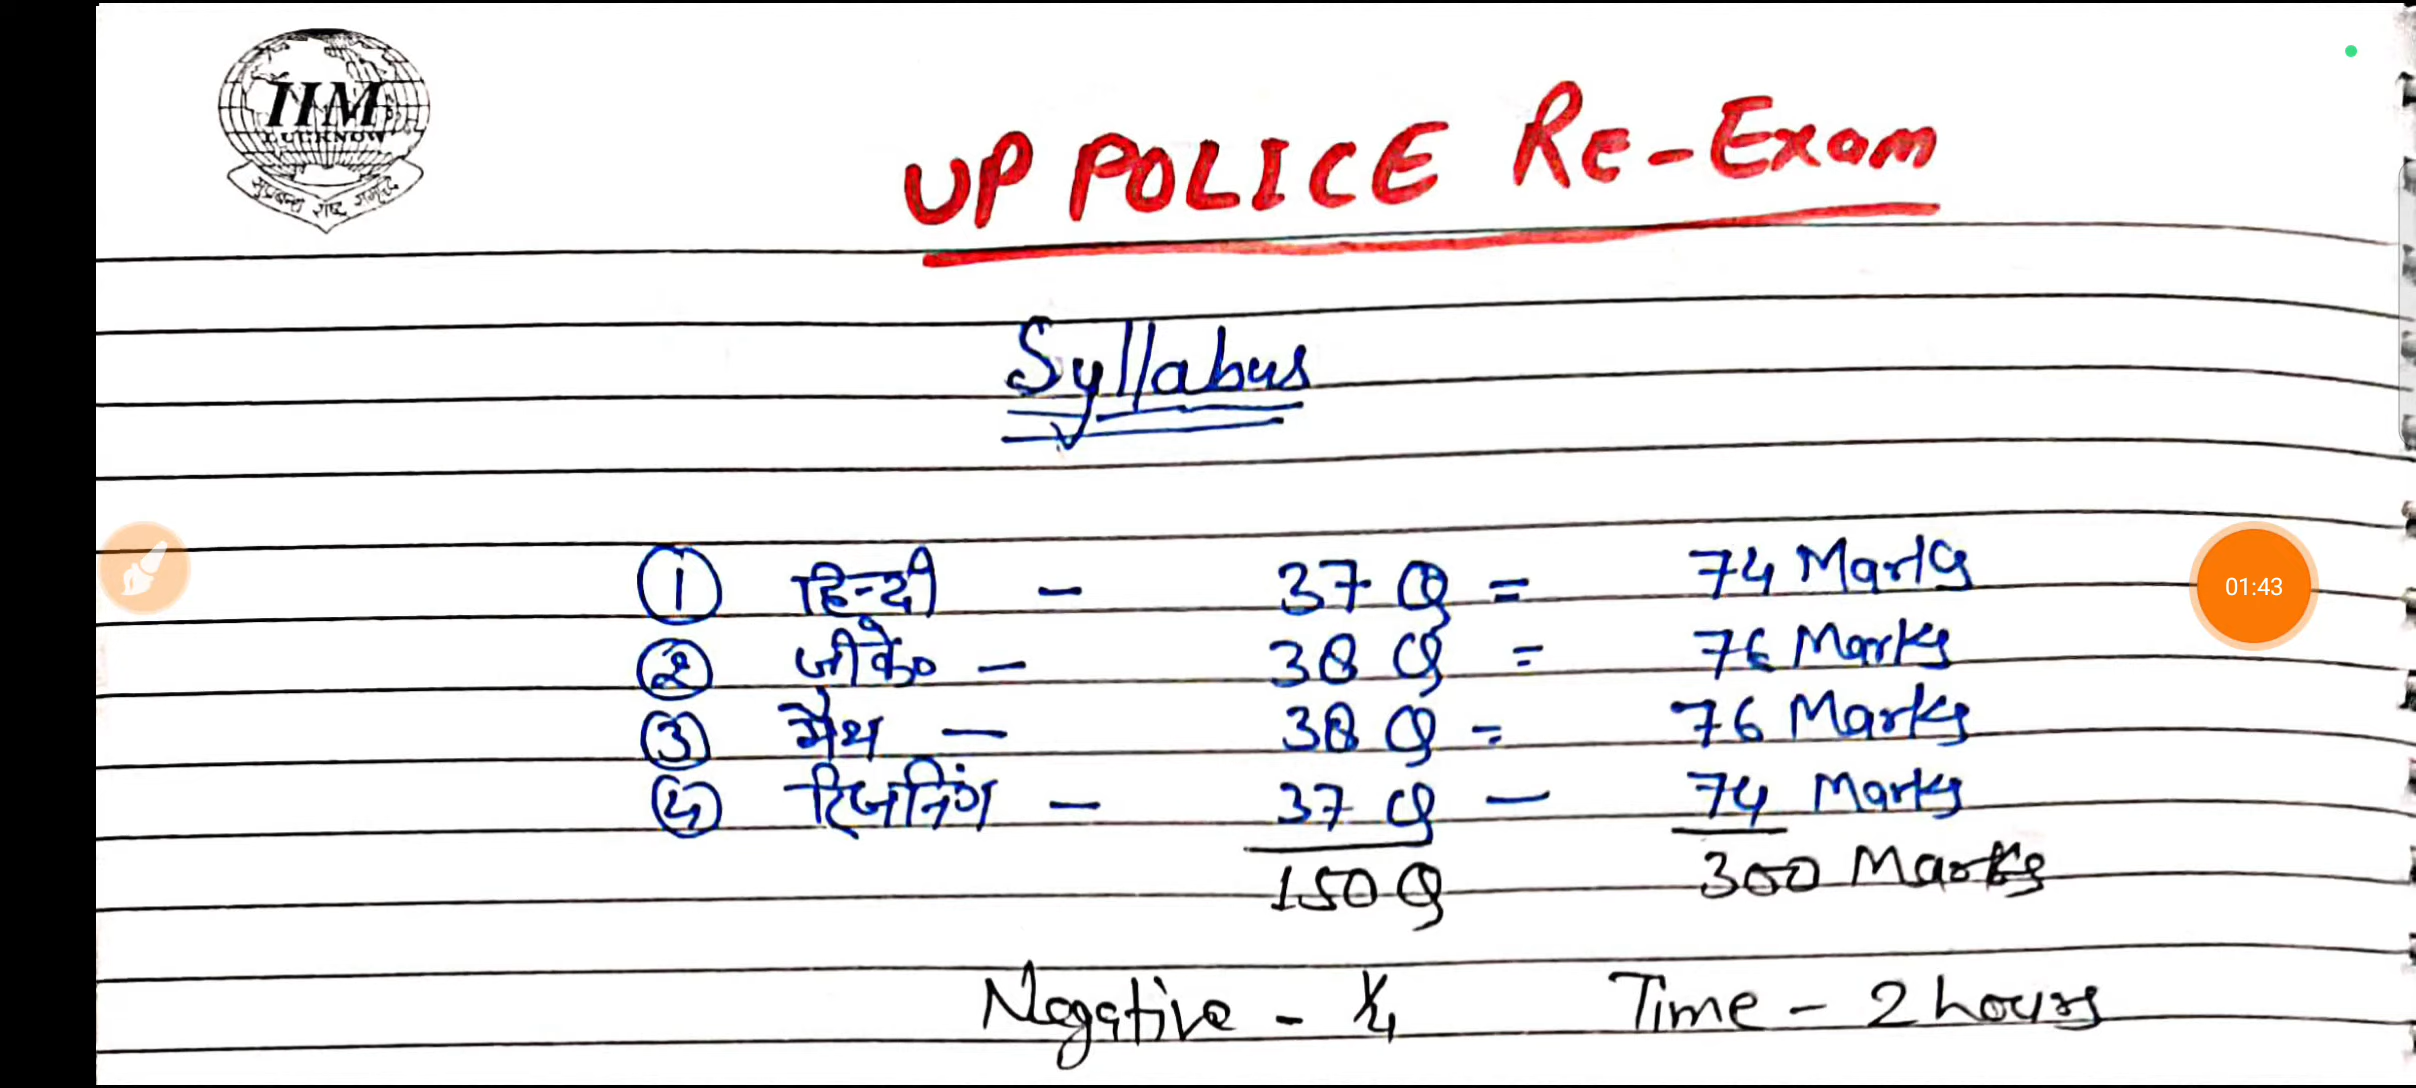 IIM
LUCKNOW
UP POLICE Re-Exam
Syllabus
① हिन्दी - 37 Q = 74 Marks
② जीके० - 38 Q = 76 Marks
③ मैथ - 38 Q = 76 Marks
④ रिजनिंग - 37 Q - 74 Marks
150 Q 300 Marks
01:43
Negative - 1/4 Time - 2 hours